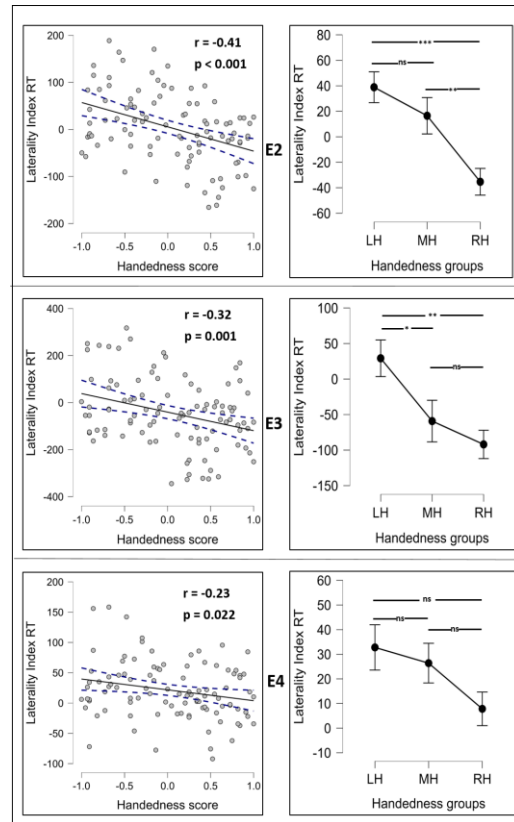 r = -0.41
p < 0.001
Laterality Index RT
200
100
0
-100
-200
-1.0 -0.5 0.0 0.5 1.0
Handedness score
E2
Laterality Index RT
80
60
40
20
0
-20
-40
-60
***
ns
**
LH MH RH
Handedness groups
r = -0.32
p = 0.001
Laterality Index RT
400
200
0
-200
400
-1.0 -0.5 0.0 0.5 1.0
Handedness score
E3
Laterality Index RT
100
50
0
-50
-100
-150
**
*
ns
LH MH RH
Handedness groups
r = -0.23
p = 0.022
Laterality Index RT
200
150
100
50
0
-50
-100
-1.0 -0.5 0.0 0.5 1.0
Handedness score
E4
Laterality Index RT
60
50
40
30
20
10
0
-10
ns
ns
ns
LH MH RH
Handedness groups